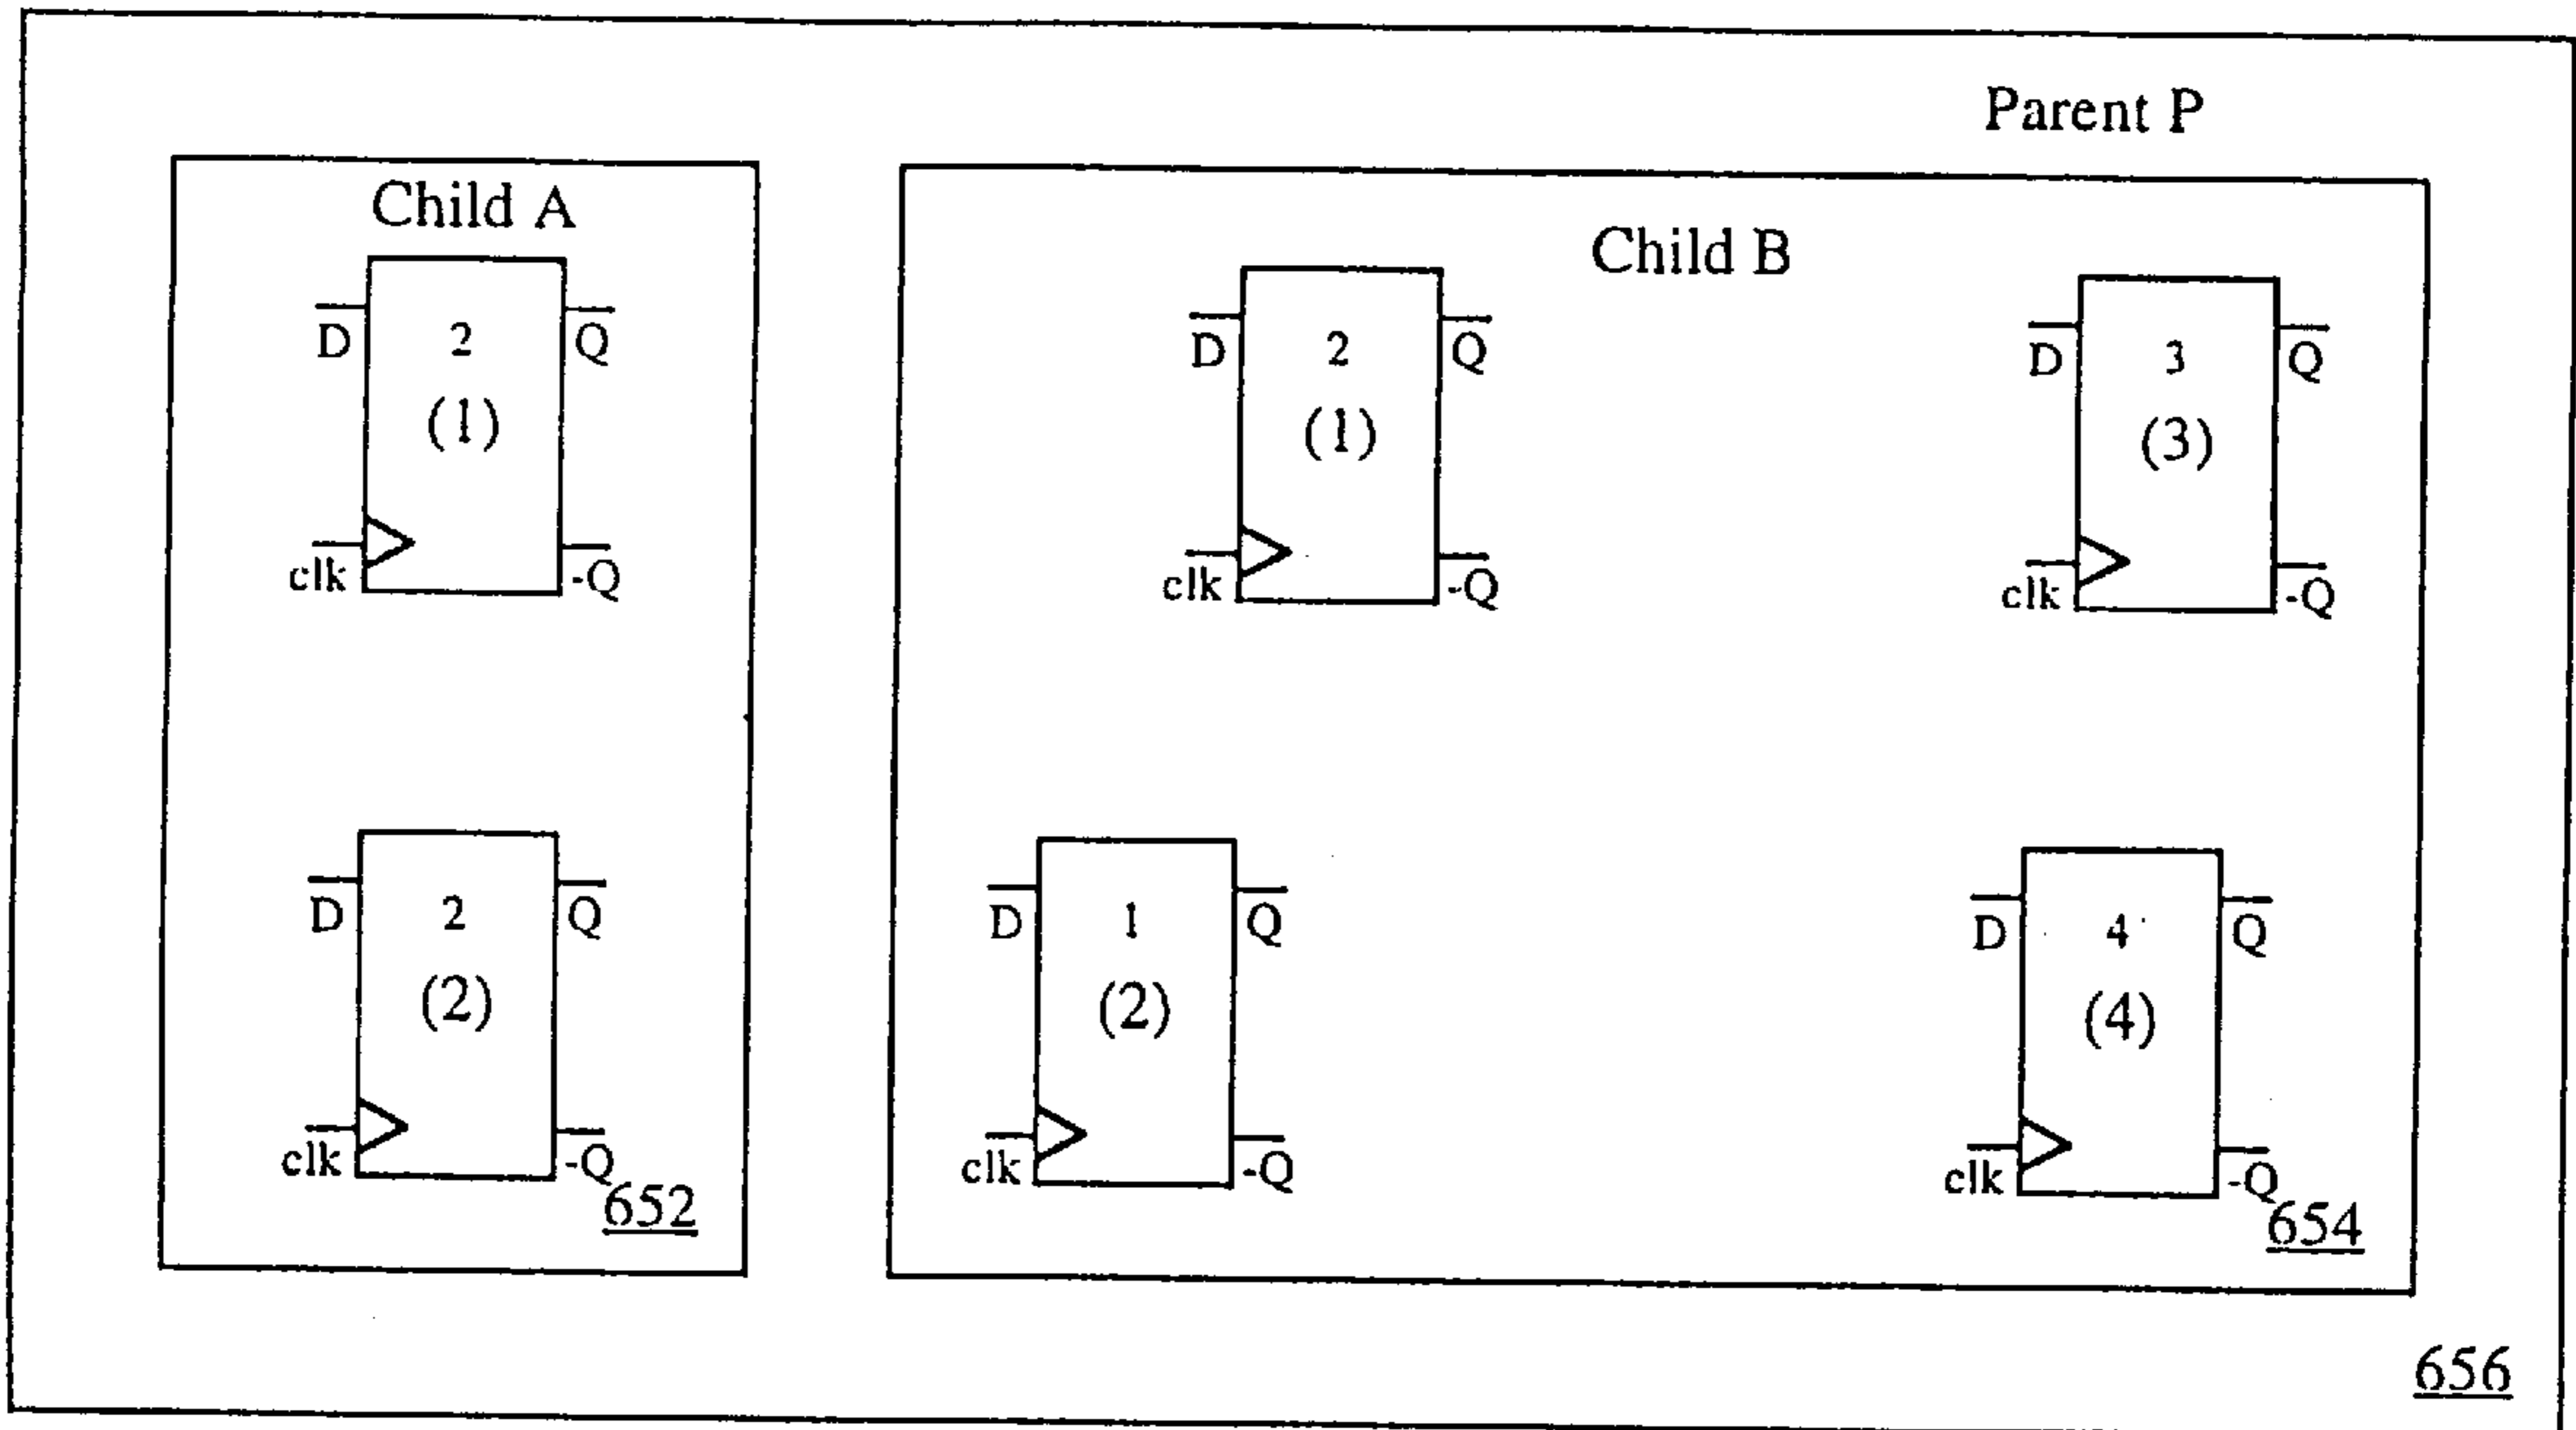 Parent P
Child A
D 2 Q
(1)
clk -Q
D 2 Q
(2)
clk -Q
652
Child B
D 2 Q
(1)
clk -Q
D 3 Q
(3)
clk -Q
D 1 Q
(2)
clk -Q
D 4 Q
(4)
clk -Q
654
656